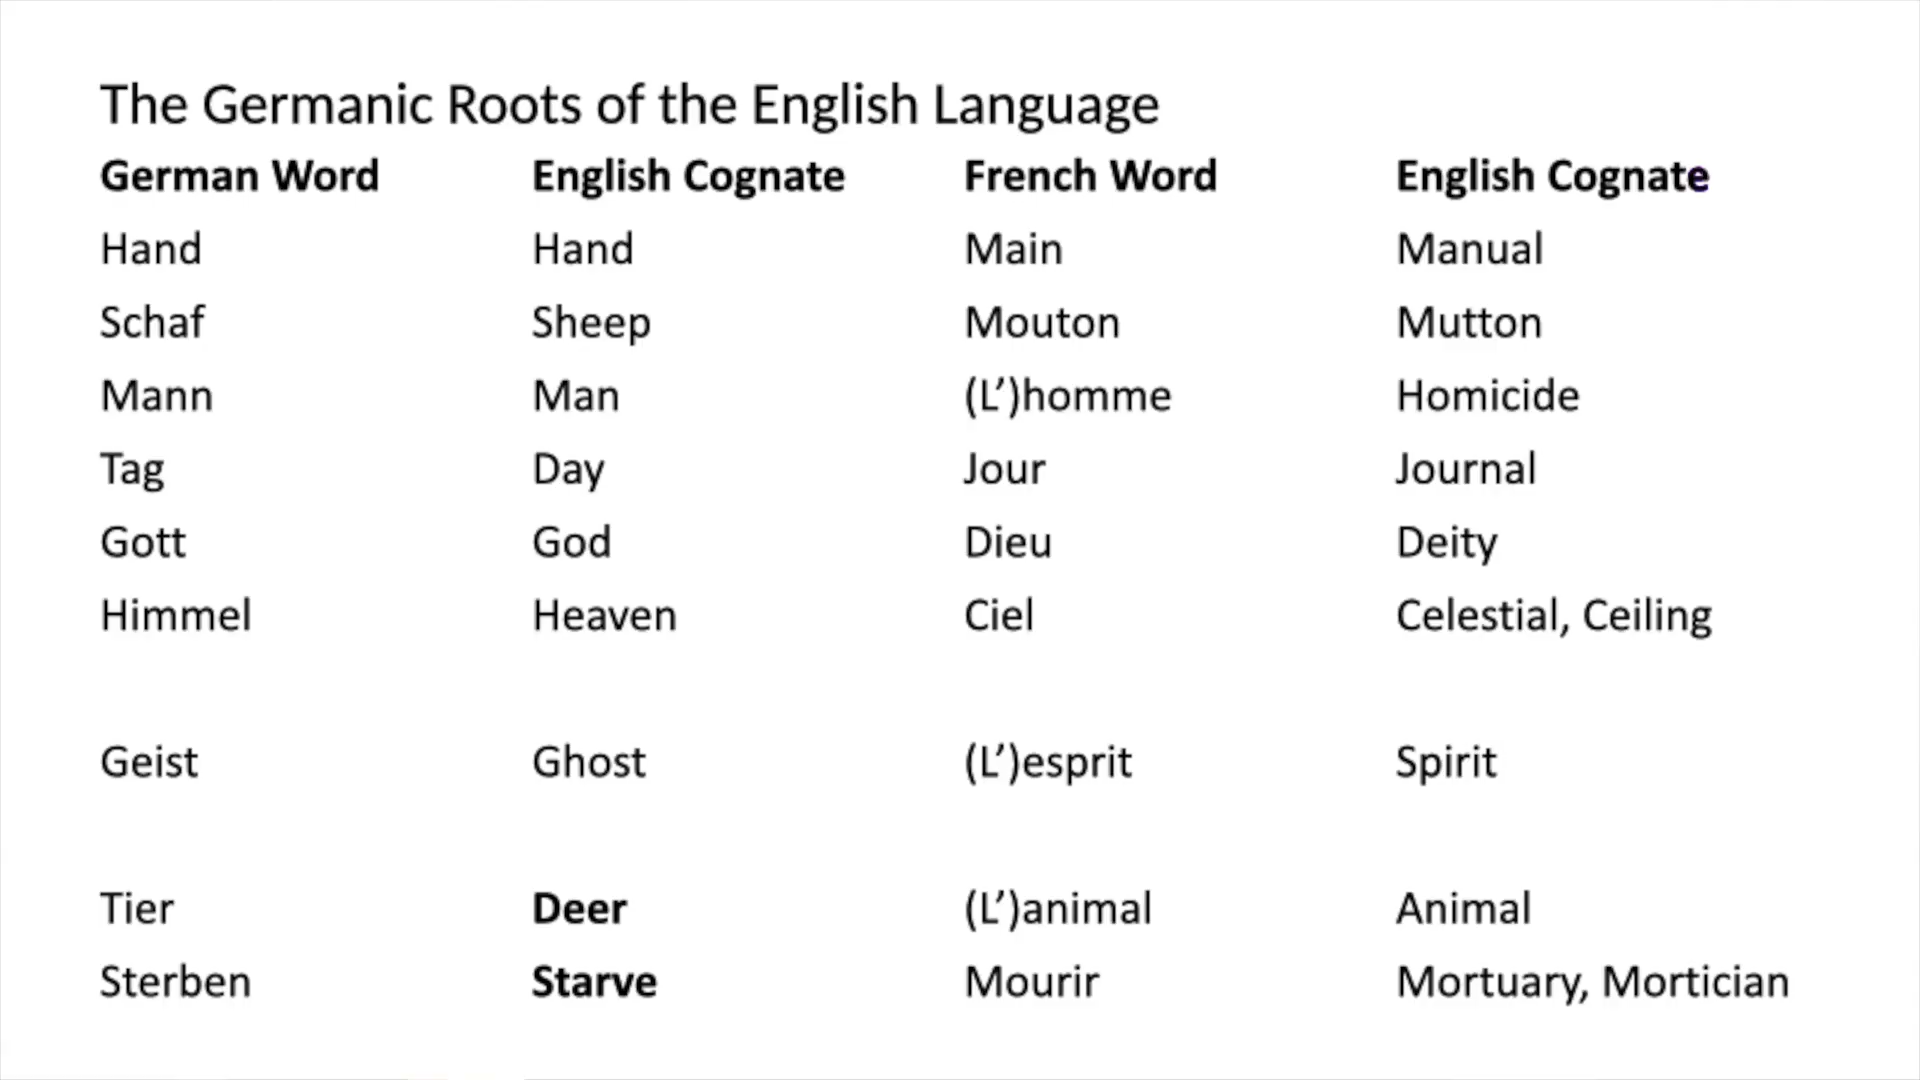 The Germanic Roots of the English Language
German Word English Cognate French Word English Cognate
Hand Hand Main Manual
Schaf Sheep Mouton Mutton
Mann Man (L’)homme Homicide
Tag Day Jour Journal
Gott God Dieu Deity
Himmel Heaven Ciel Celestial, Ceiling
Geist Ghost (L’)esprit Spirit
Tier Deer (L’)animal Animal
Sterben Starve Mourir Mortuary, Mortician